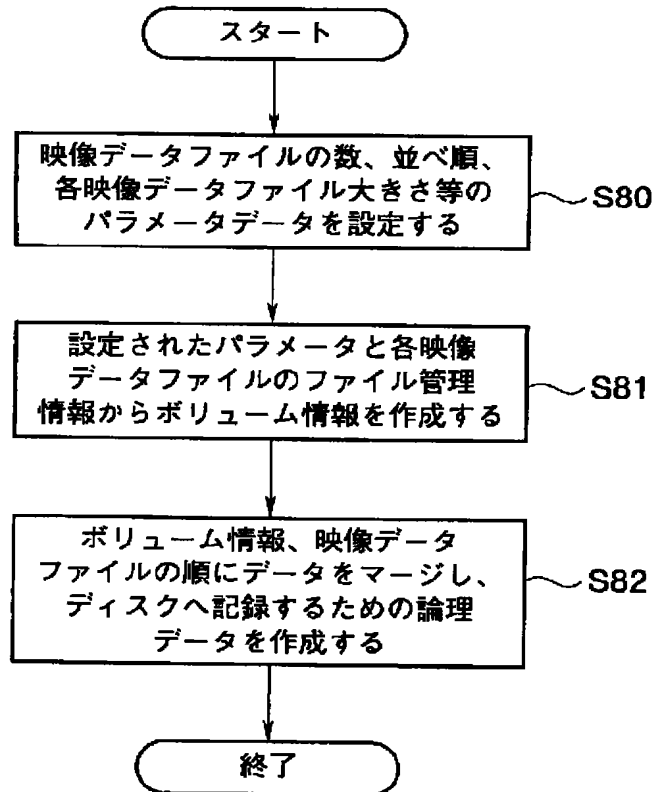 スタート
映像データファイルの数、並べ順、
各映像データファイル大きさ等の
パラメータデータを設定する
S80
設定されたパラメータと各映像
データファイルのファイル管理
情報からボリューム情報を作成する
S81
ボリューム情報、映像データ
ファイルの順にデータをマージし、
ディスクへ記録するための論理
データを作成する
S82
終了